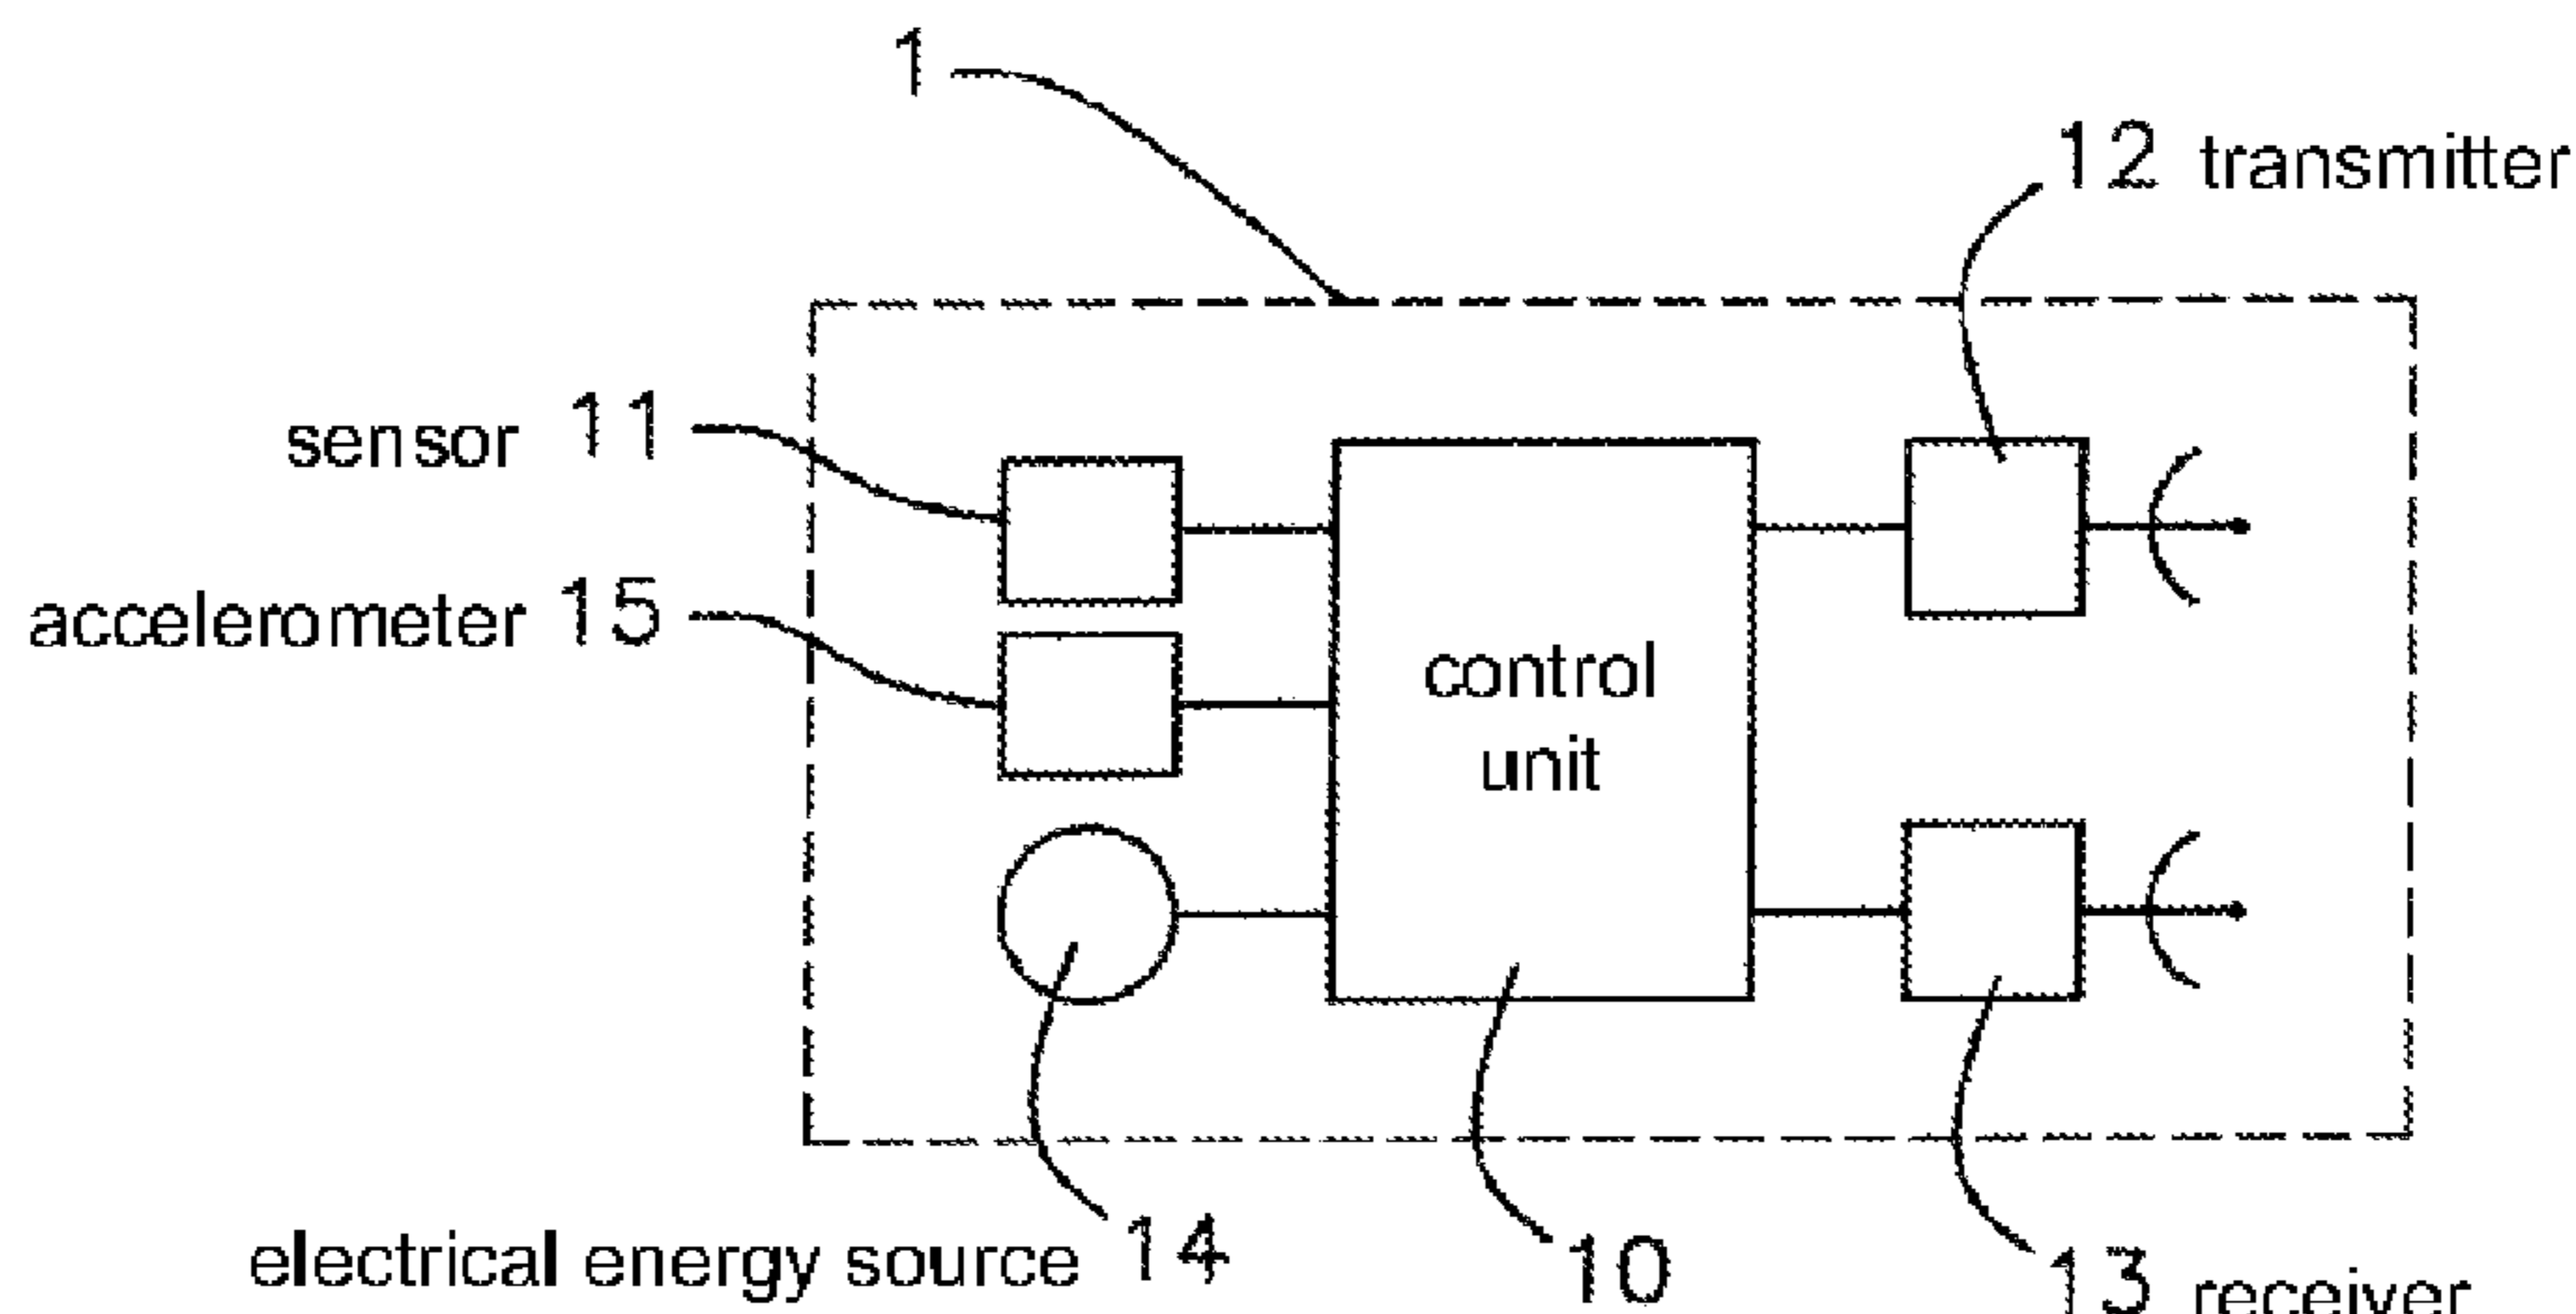 1
12 transmitter
sensor 11
accelerometer 15
control
unit
electrical energy source 14
10
13 receiver